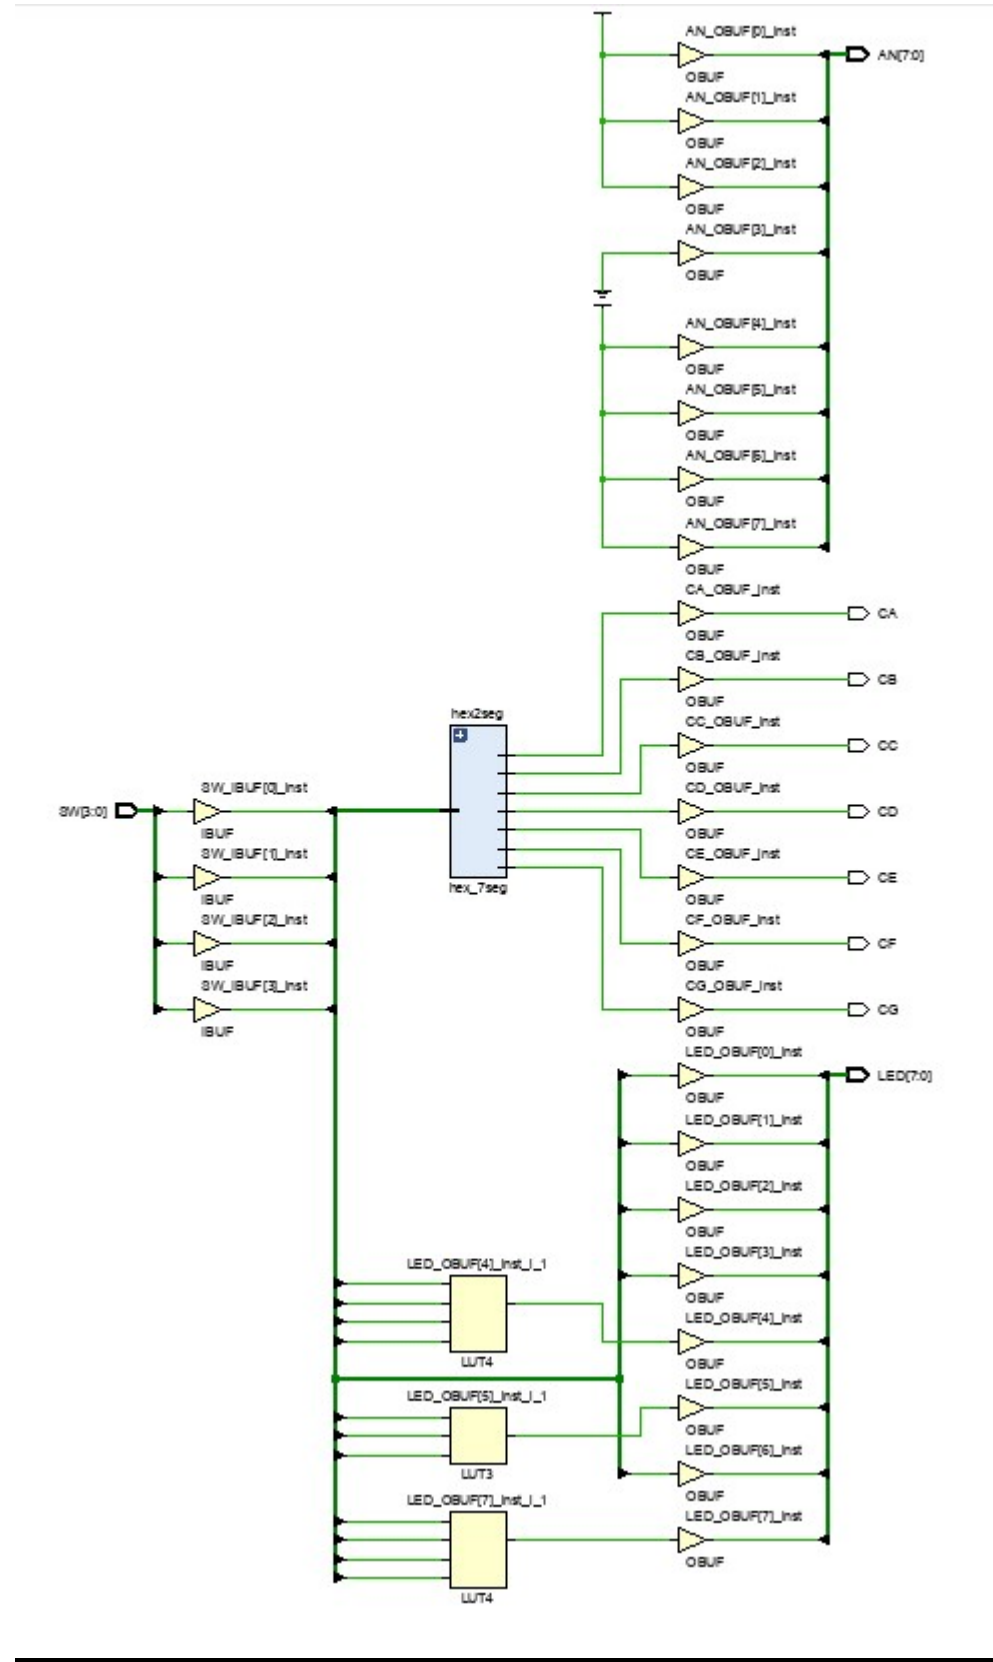 AN_OBUF[0]_inst
AN[7:0]
OBUF
AN_OBUF[1]_inst
OBUF
AN_OBUF[2]_inst
OBUF
AN_OBUF[3]_inst
OBUF
AN_OBUF[4]_inst
OBUF
AN_OBUF[5]_inst
OBUF
AN_OBUF[6]_inst
OBUF
AN_OBUF[7]_inst
OBUF
CA_OBUF_inst
CA
OBUF
CB_OBUF_inst
CB
OBUF
CC_OBUF_inst
CC
OBUF
CD_OBUF_inst
CD
OBUF
CE_OBUF_inst
CE
OBUF
CF_OBUF_inst
CF
OBUF
CG_OBUF_inst
CG
OBUF
hex2seg
hex_7seg
SW[3:0]
SW_IBUF[0]_inst
IBUF
SW_IBUF[1]_inst
IBUF
SW_IBUF[2]_inst
IBUF
SW_IBUF[3]_inst
IBUF
LED_OBUF[0]_inst
LED[7:0]
OBUF
LED_OBUF[1]_inst
OBUF
LED_OBUF[2]_inst
OBUF
LED_OBUF[3]_inst
OBUF
LED_OBUF[4]_inst
OBUF
LED_OBUF[5]_inst
OBUF
LED_OBUF[6]_inst
OBUF
LED_OBUF[7]_inst
OBUF
LED_OBUF[4]_inst_i_1
LUT4
LED_OBUF[5]_inst_i_1
LUT3
LED_OBUF[7]_inst_i_1
LUT4